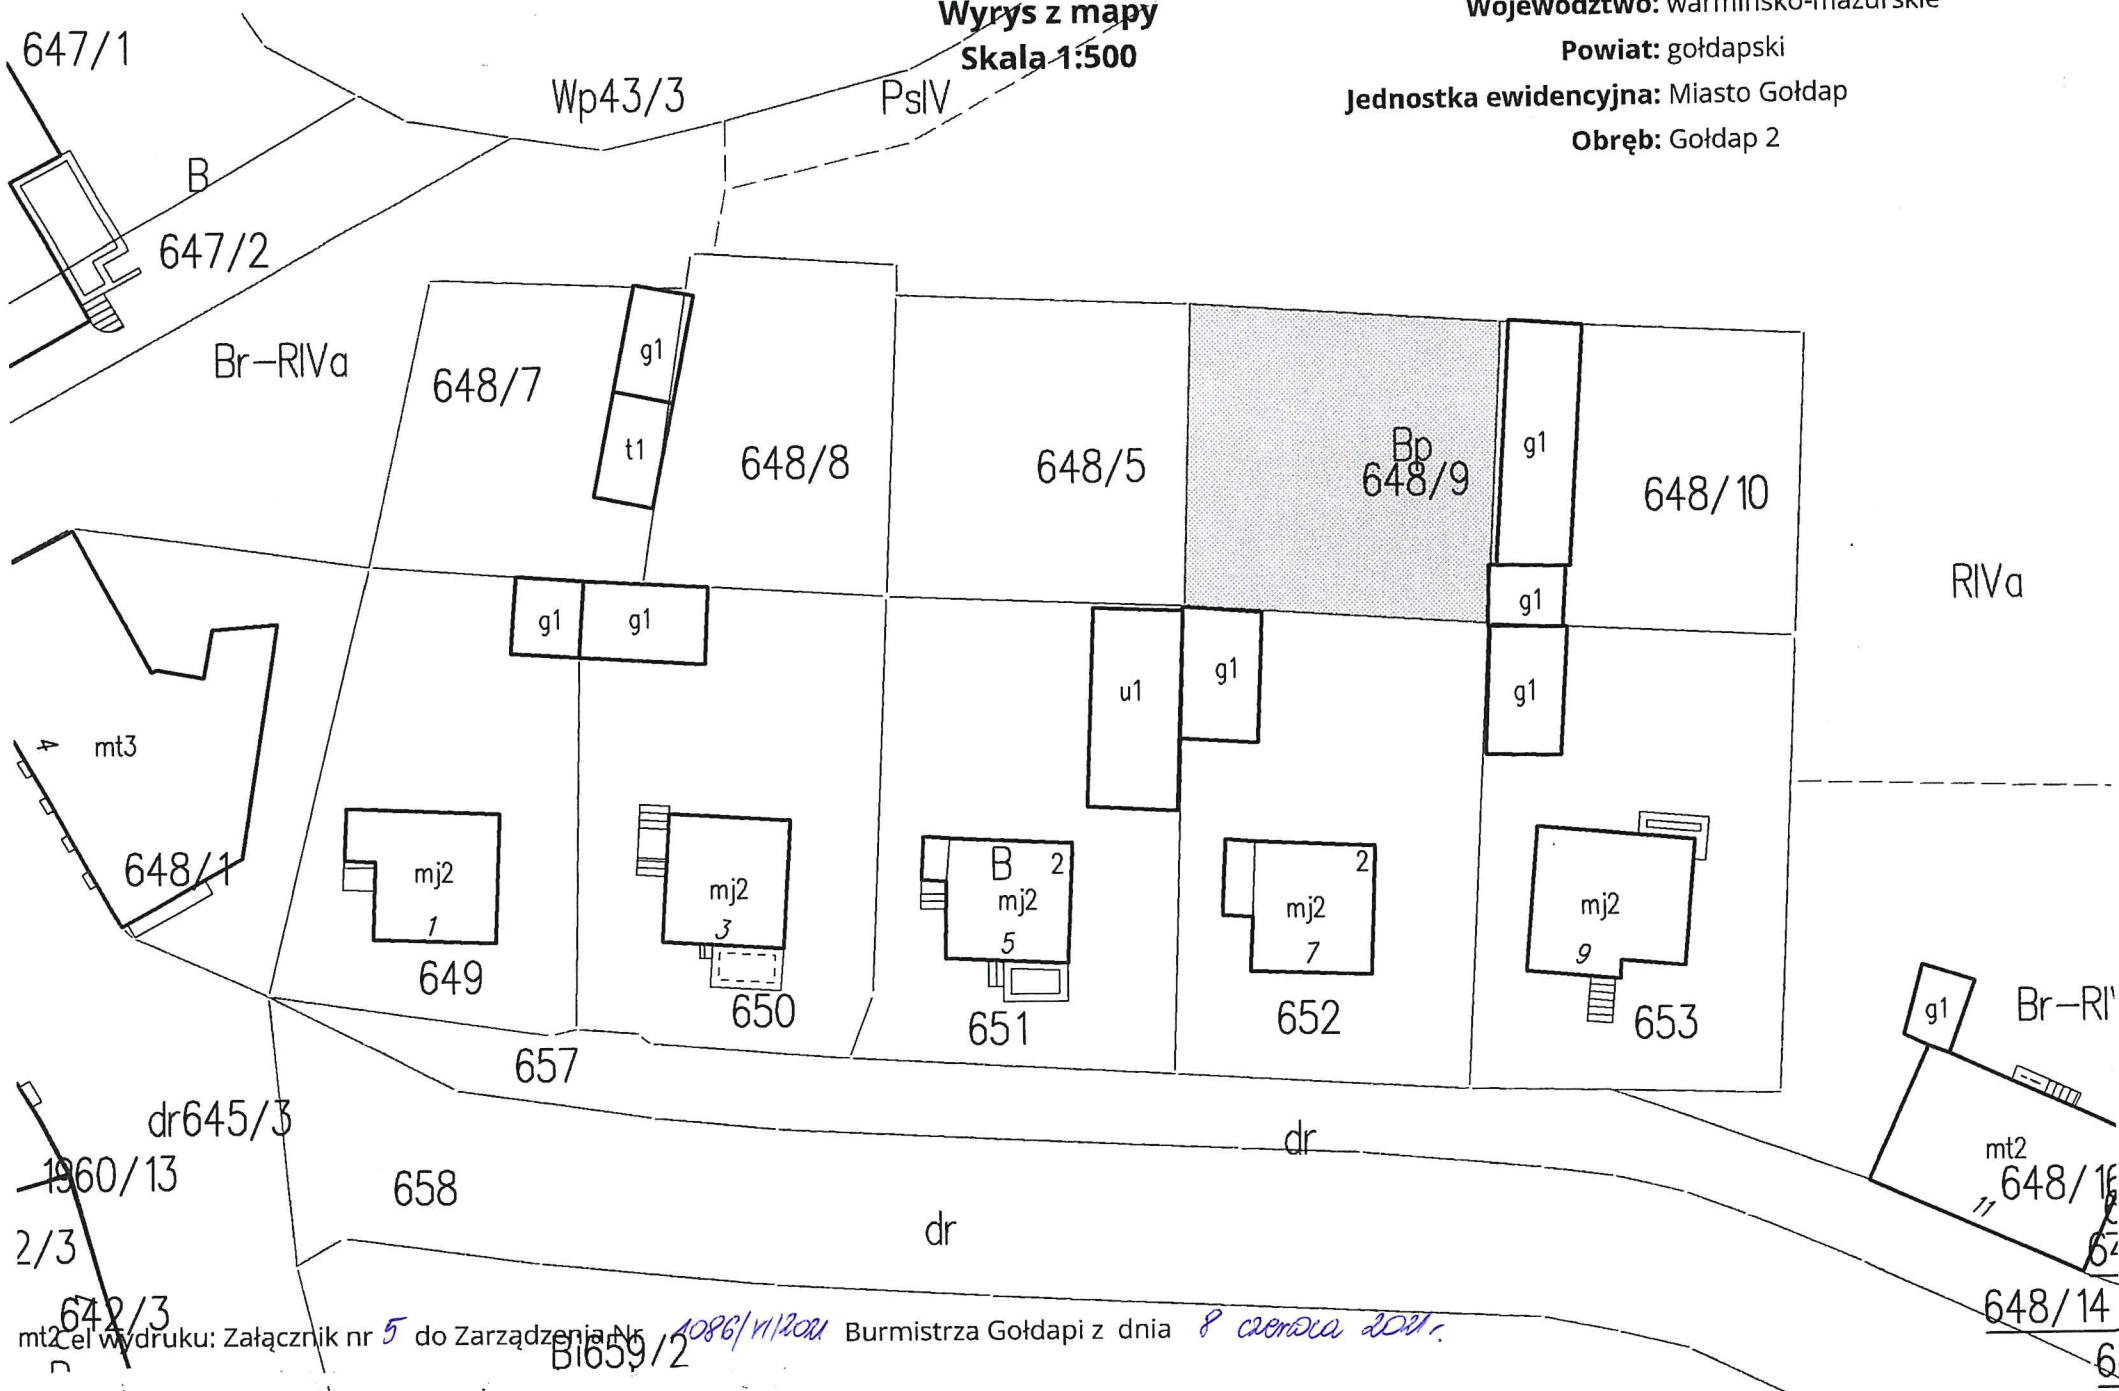 Wyrys z mapy
Skala 1:500
Województwo: warmińsko-mazurskie
Powiat: gołdapski
Jednostka ewidencyjna: Miasto Gołdap
Obręb: Gołdap 2
647/1
Wp43/3
PsIV
B
647/2
Br-RIVa
648/7
g1
t1
648/8
648/5
Bp
648/9
g1
648/10
g1
RIVa
g1
g1
u1
g1
g1
4
mt3
648/1
mj2
1
649
mj2
3
650
B
2
mj2
5
651
2
mj2
7
652
mj2
9
653
g1
Br-RI
657
dr645/3
dr
mt2
648/16
11
1960/13
658
2/3
dr
642/3
648/14
6
mt2
Cel wydruku: Załącznik nr 5 do Zarządzenia Nr 1086/VI/2021 Burmistrza Gołdapi z dnia 8 czerwca 2021r.
Bi659/2